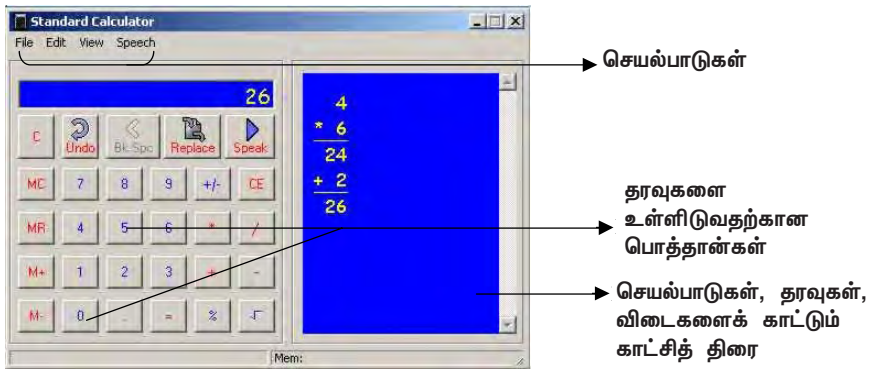 Standard Calculator
File Edit View Speech
செயல்பாடுகள்
26
4
* 6
24
+ 2
26
C Undo Bk.Spc Replace Speak
MC 7 8 9 +/- CE
MR 4 5 6 * /
M+ 1 2 3 + -
M- 0 . = % √
Mem:
தரவுகளை
உள்ளிடுவதற்கான
பொத்தான்கள்
செயல்பாடுகள், தரவுகள்,
விடைகளைக் காட்டும்
காட்சித் திரை